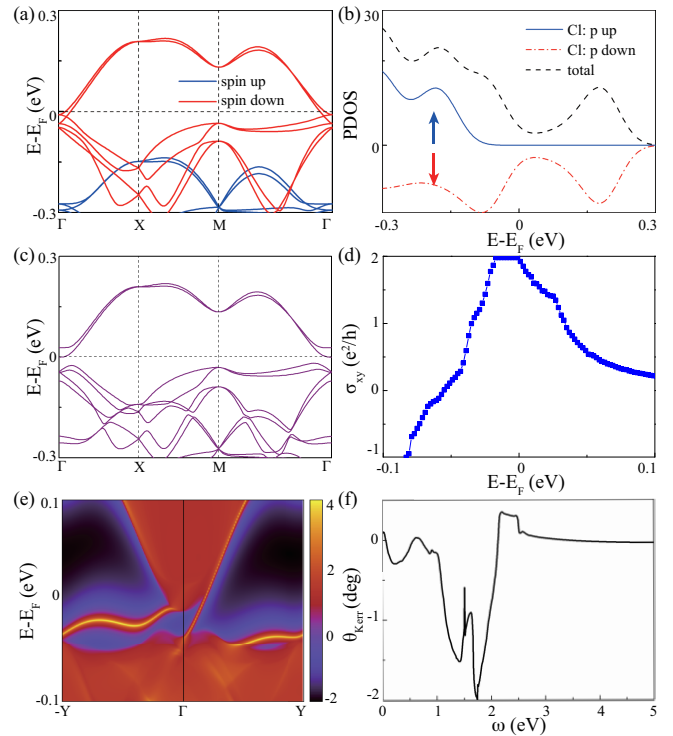 (a)
0.3
0
-0.3
E-E_F (eV)
spin up
spin down
Γ X M Γ
(b)
PDOS
30
15
0
-15
Cl: p up
Cl: p down
total
-0.3 0 0.3
E-E_F (eV)
(c)
0.3
0
-0.3
E-E_F (eV)
Γ X M Γ
(d)
σ_xy (e²/h)
2
1
0
-1
-0.1 0 0.1
E-E_F (eV)
(e)
0.1
0
-0.1
E-E_F (eV)
-Y Γ Y
4
2
0
-2
(f)
θ_Kerr (deg)
0
-1
-2
0 1 2 3 4 5
ω (eV)